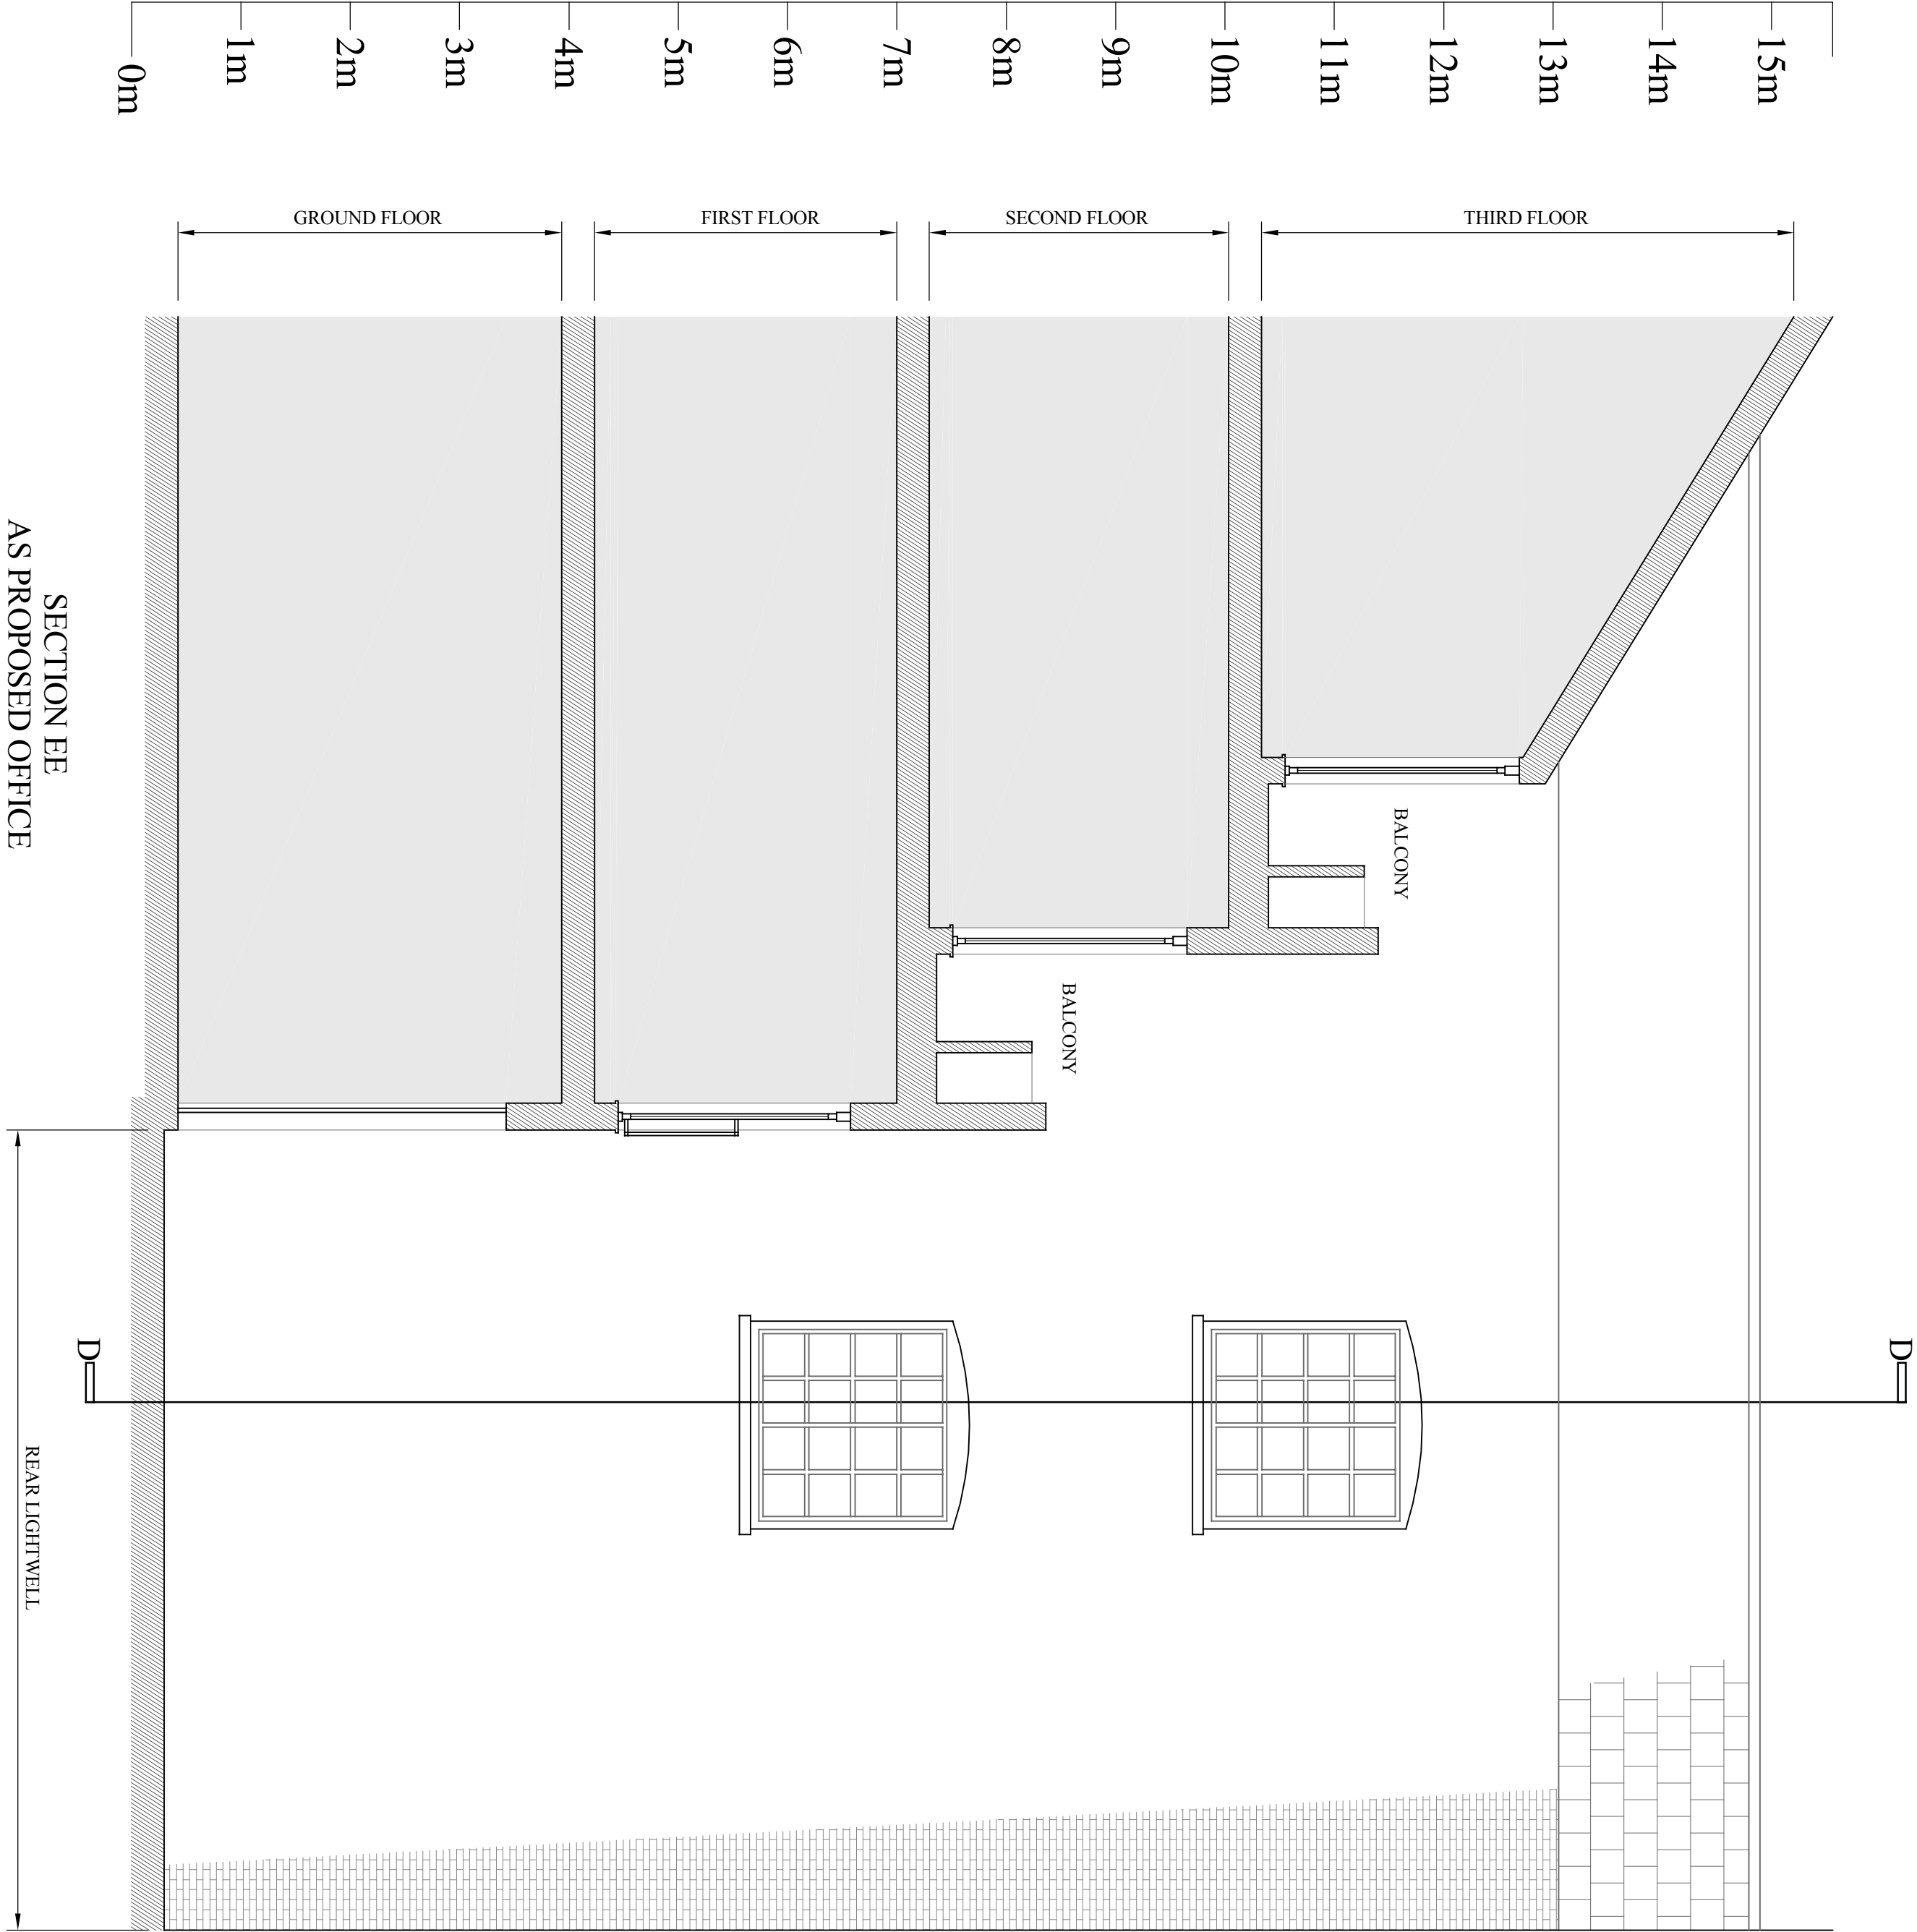 0m
1m
2m
3m
4m
5m
6m
7m
8m
9m
10m
11m
12m
13m
14m
15m
GROUND FLOOR
FIRST FLOOR
SECOND FLOOR
THIRD FLOOR
BALCONY
BALCONY
D
D
REAR LIGHTWELL
SECTION EE
AS PROPOSED OFFICE